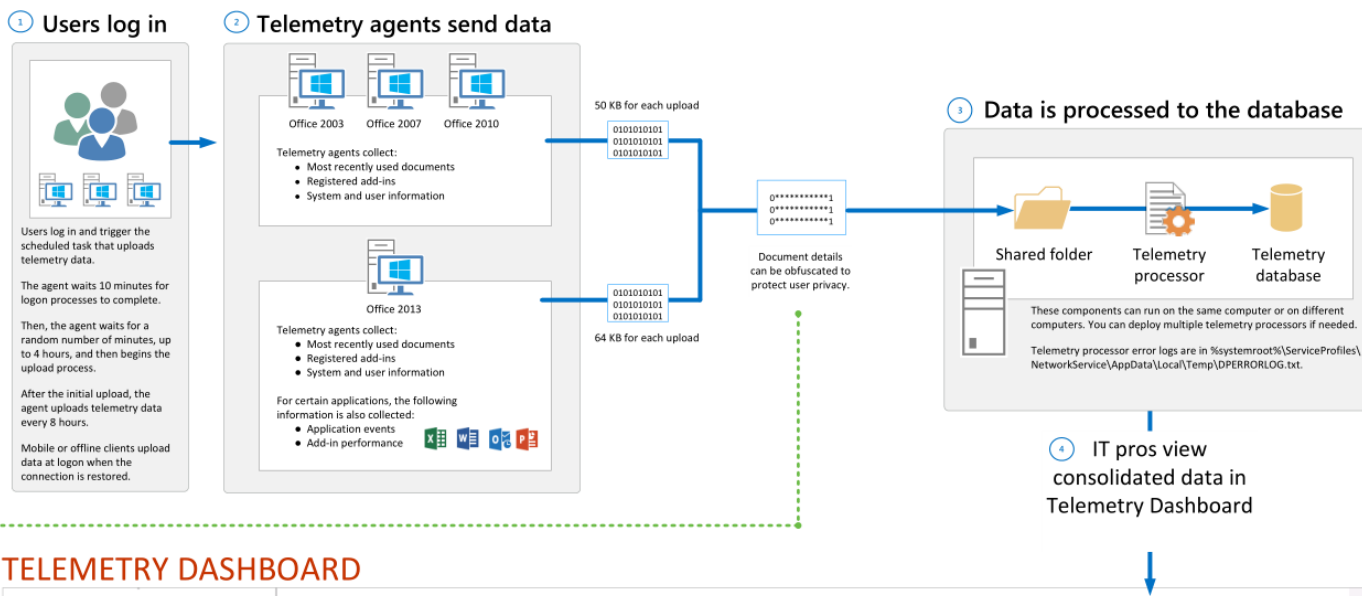 1 Users log in
Users log in and trigger the
scheduled task that uploads
telemetry data.
The agent waits 10 minutes for
logon processes to complete.
Then, the agent waits for a
random number of minutes, up
to 4 hours, and then begins the
upload process.
After the initial upload, the
agent uploads telemetry data
every 8 hours.
Mobile or offline clients upload
data at logon when the
connection is restored.
2 Telemetry agents send data
Office 2003 Office 2007 Office 2010
Telemetry agents collect:
● Most recently used documents
● Registered add-ins
● System and user information
Office 2013
Telemetry agents collect:
● Most recently used documents
● Registered add-ins
● System and user information
For certain applications, the following
information is also collected:
● Application events
● Add-in performance
50 KB for each upload
0101010101
0101010101
0101010101
0101010101
0101010101
0101010101
64 KB for each upload
0***********1
0***********1
0***********1
Document details
can be obfuscated to
protect user privacy.
3 Data is processed to the database
Shared folder
Telemetry
processor
Telemetry
database
These components can run on the same computer or on different
computers. You can deploy multiple telemetry processors if needed.
Telemetry processor error logs are in %systemroot%\ServiceProfiles\
NetworkService\AppData\Local\Temp\DPERRORLOG.txt.
4 IT pros view
consolidated data in
Telemetry Dashboard
TELEMETRY DASHBOARD